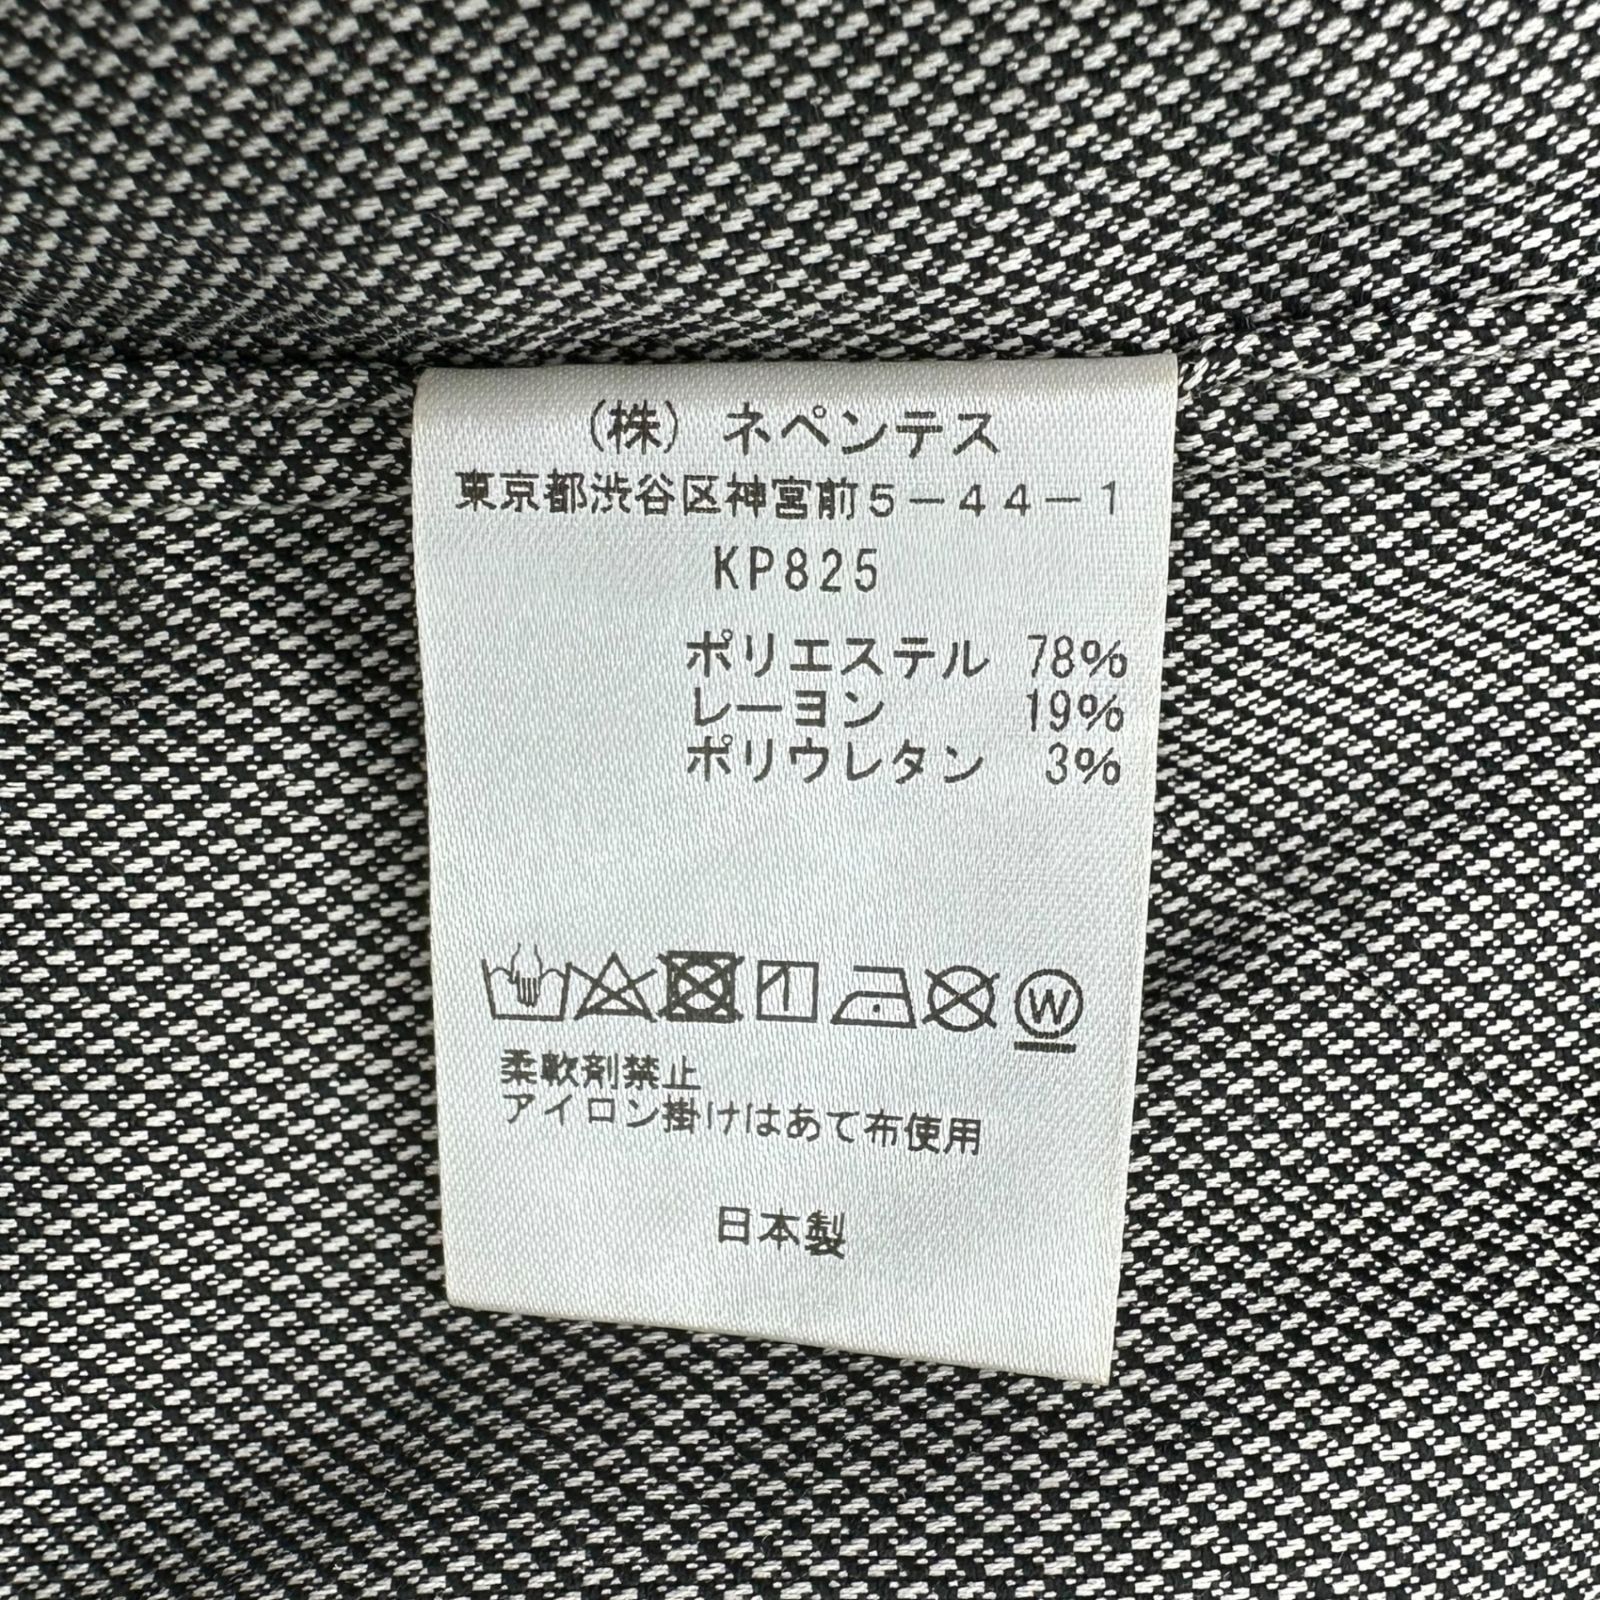 (株) ネペンテス
東京都渋谷区神宮前5-44-1
KP825
ポリエステル 78%
レーヨン 19%
ポリウレタン 3%
W
柔軟剤禁止
アイロン掛けはあて布使用
日本製